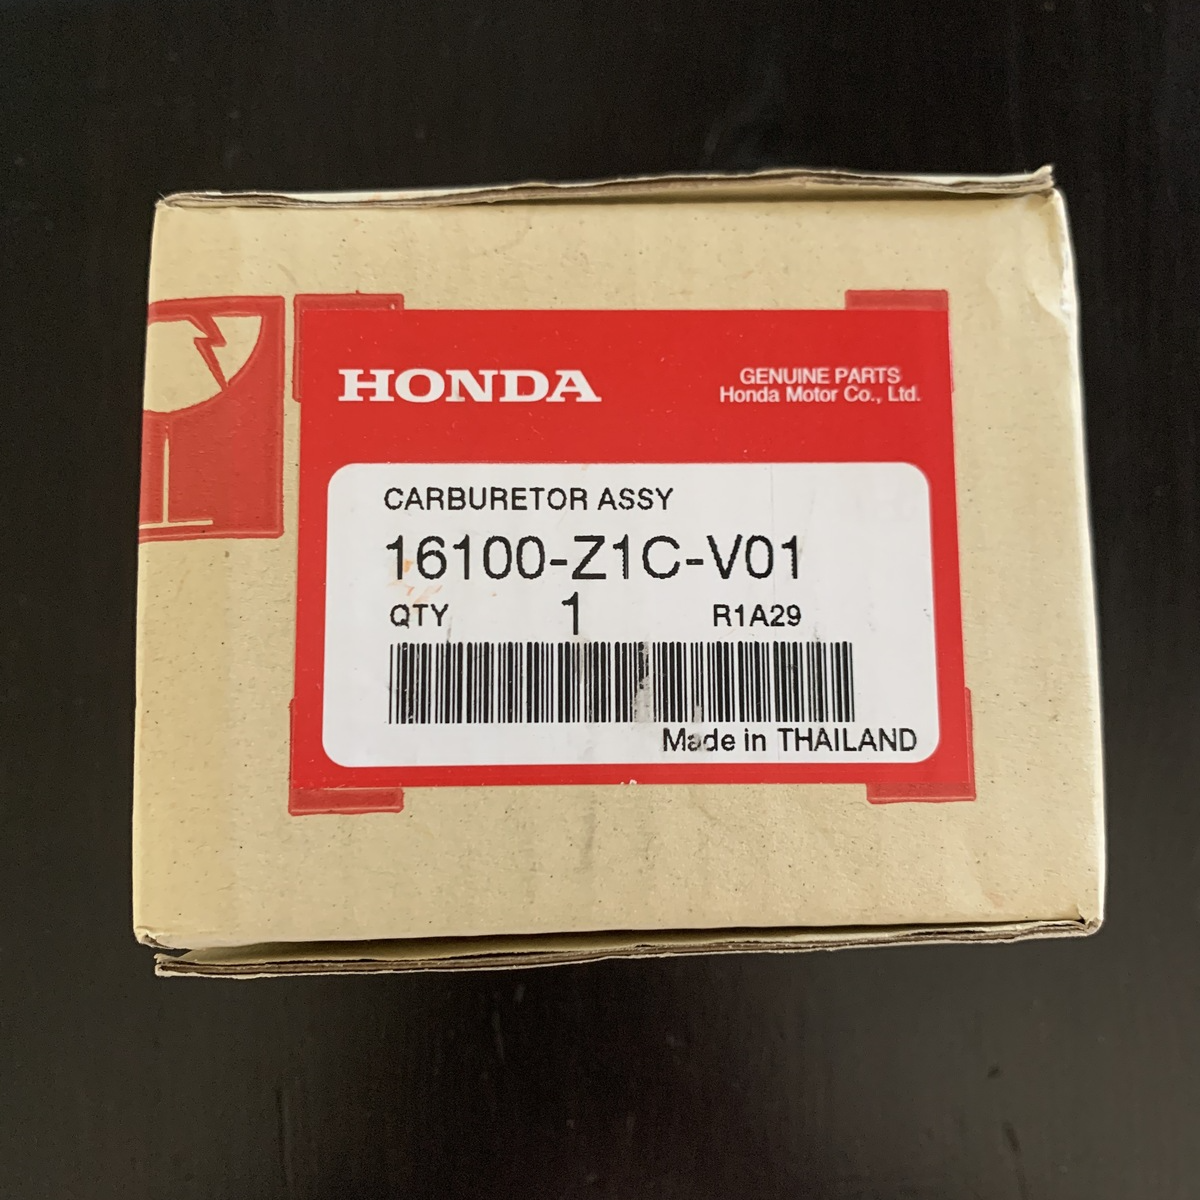 HONDA
GENUINE PARTS
Honda Motor Co., Ltd.
CARBURETOR ASSY
16100-Z1C-V01
QTY 1 R1A29
Made in THAILAND